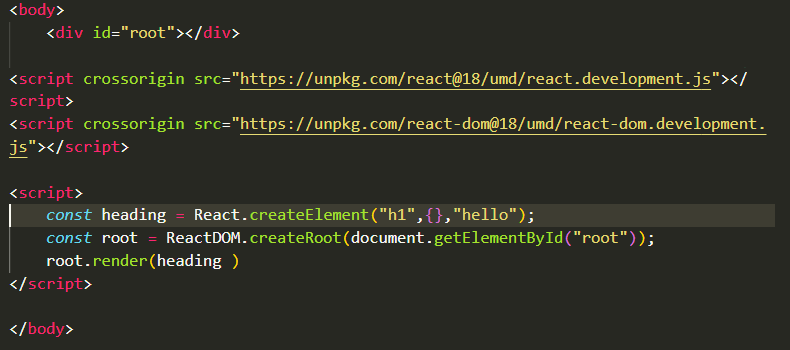 <body>
    <div id="root"></div>
<script crossorigin src="https://unpkg.com/react@18/umd/react.development.js"></
script>
<script crossorigin src="https://unpkg.com/react-dom@18/umd/react-dom.development.
js"></script>
<script>
    const heading = React.createElement("h1",{},"hello");
    const root = ReactDOM.createRoot(document.getElementById("root"));
    root.render(heading )
</script>
</body>